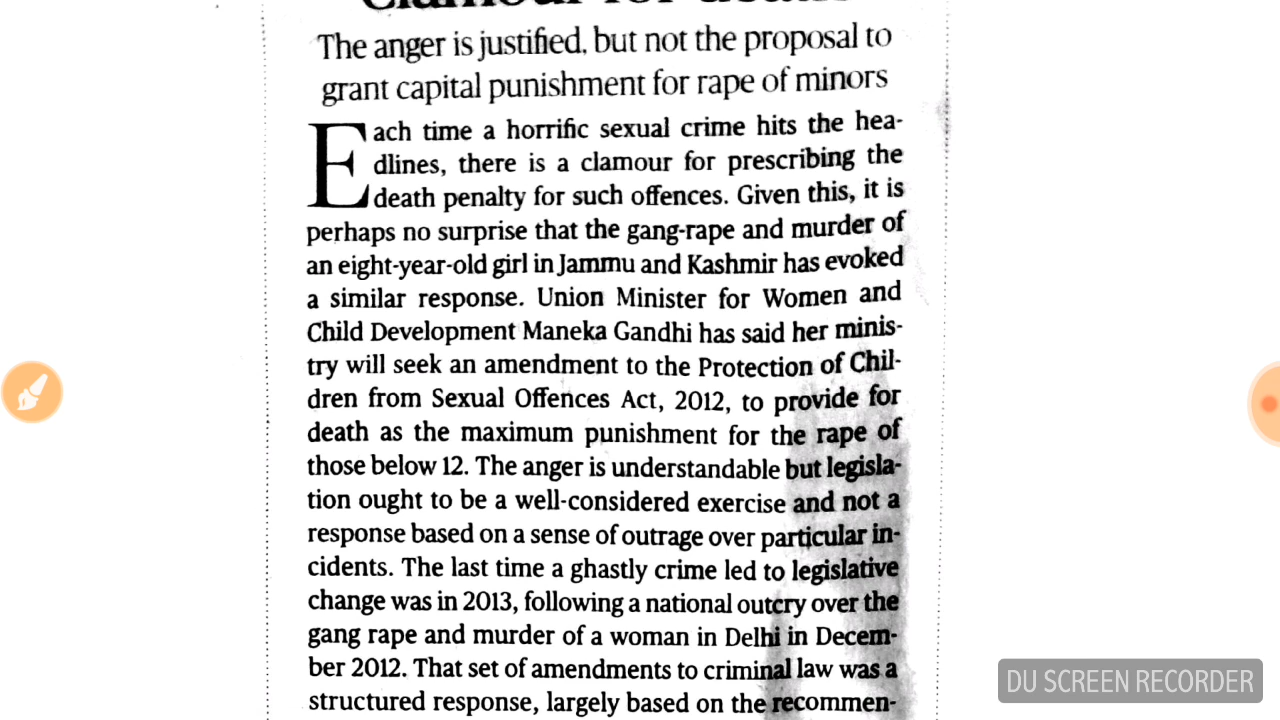 The anger is justified, but not the proposal to
grant capital punishment for rape of minors
Each time a horrific sexual crime hits the hea-
dlines, there is a clamour for prescribing the
death penalty for such offences. Given this, it is
perhaps no surprise that the gang-rape and murder of
an eight-year-old girl in Jammu and Kashmir has evoked
a similar response. Union Minister for Women and
Child Development Maneka Gandhi has said her minis-
try will seek an amendment to the Protection of Chil-
dren from Sexual Offences Act, 2012, to provide for
death as the maximum punishment for the rape of
those below 12. The anger is understandable but legisla-
tion ought to be a well-considered exercise and not a
response based on a sense of outrage over particular in-
cidents. The last time a ghastly crime led to legislative
change was in 2013, following a national outcry over the
gang rape and murder of a woman in Delhi in Decem-
ber 2012. That set of amendments to criminal law was a
structured response, largely based on the recommen-
DU SCREEN RECORDER